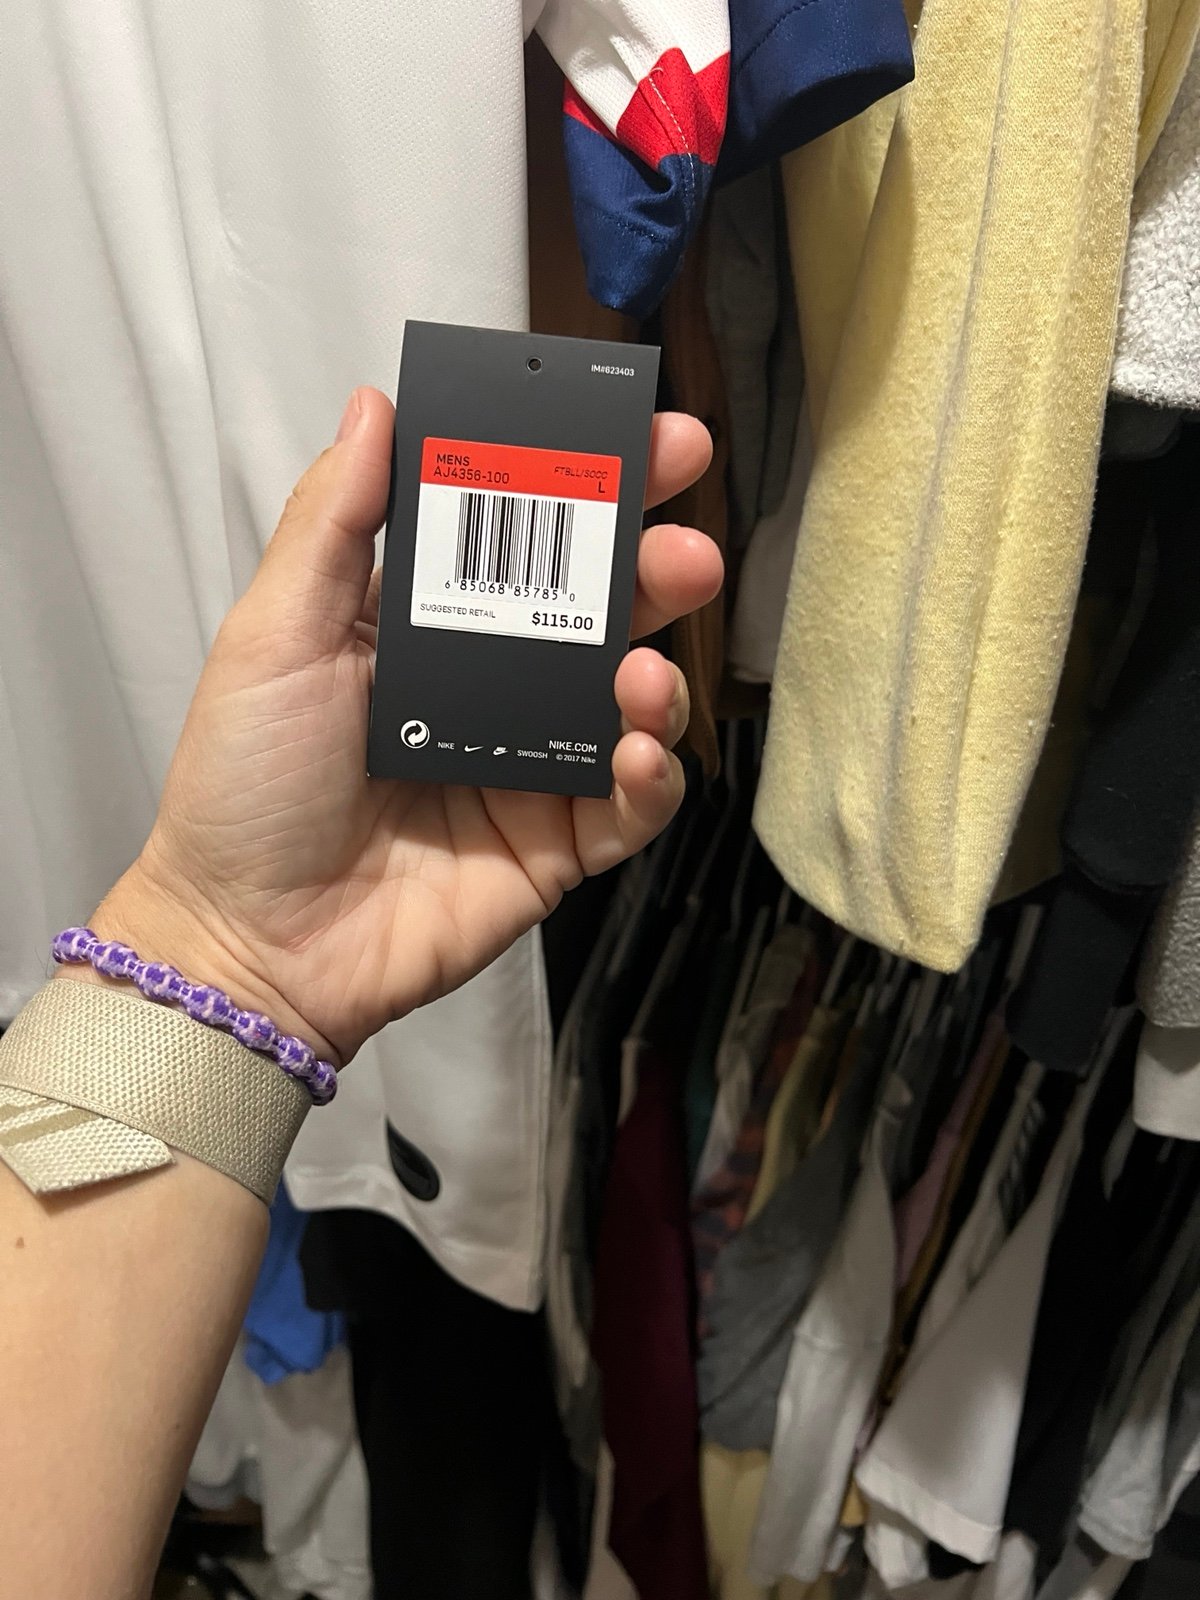 IM#623403
MENS
AJ4356-100
FTBLL/SOCC
L
6 85068 85785 0
SUGGESTED RETAIL $115.00
NIKE SWOOSH NIKE.COM
© 2017 Nike